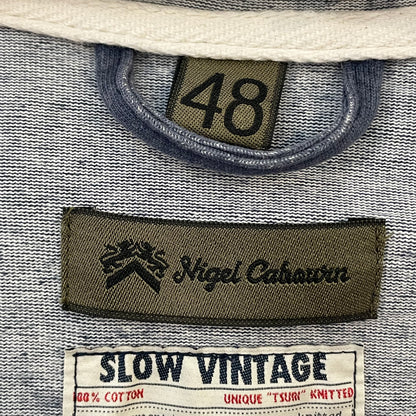 48
Nigel Cabourn
SLOW VINTAGE
100% COTTON UNIQUE "TSURI" KNITTED